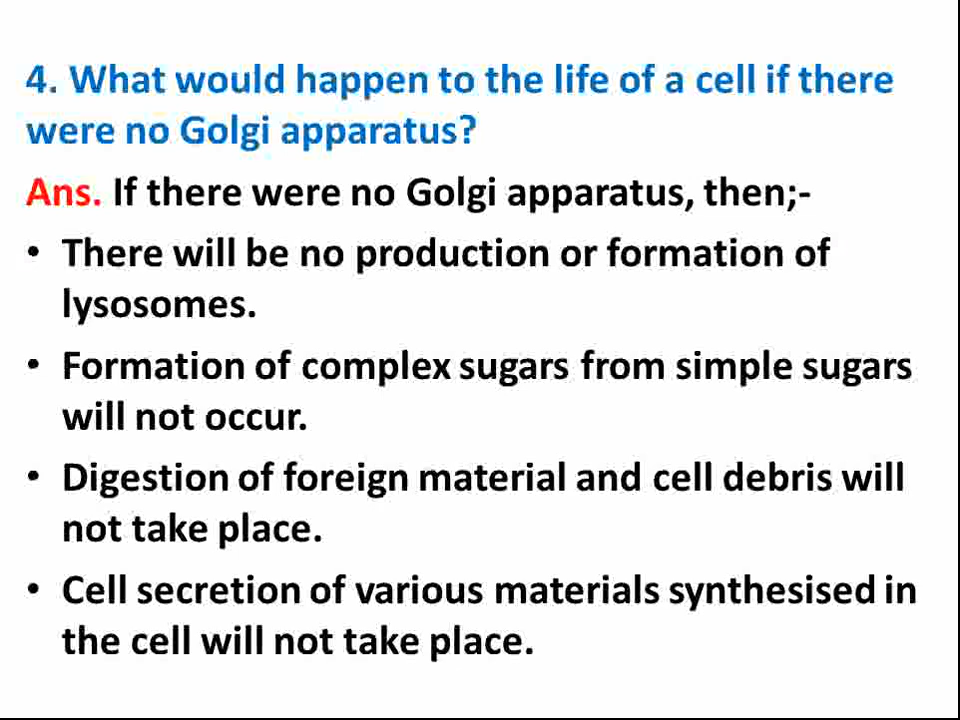 4. What would happen to the life of a cell if there
were no Golgi apparatus?
Ans. If there were no Golgi apparatus, then;-
• There will be no production or formation of
lysosomes.
• Formation of complex sugars from simple sugars
will not occur.
• Digestion of foreign material and cell debris will
not take place.
• Cell secretion of various materials synthesised in
the cell will not take place.